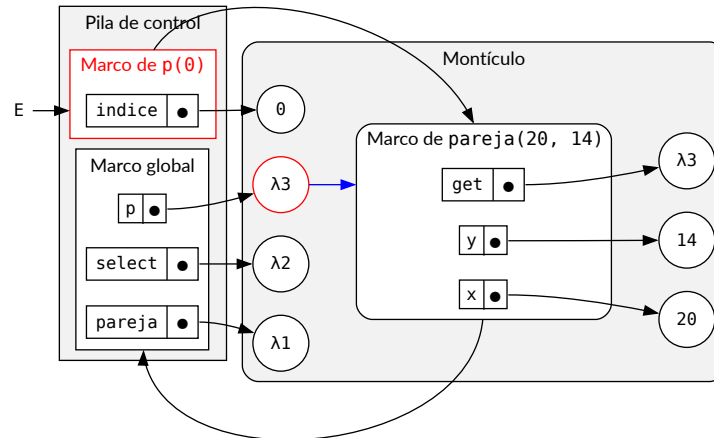 Pila de control
Marco de p(0)
E
indice
0
Marco global
p
select
pareja
λ3
λ2
λ1
Montículo
Marco de pareja(20, 14)
get
y
x
λ3
14
20